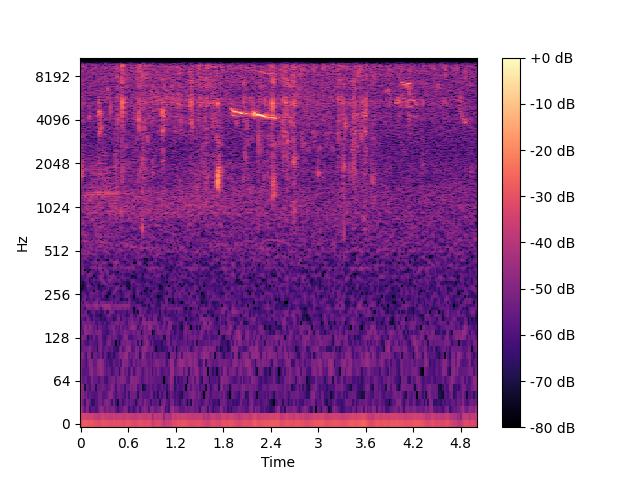 8192
4096
2048
1024
512
256
128
64
0
Hz
0 0.6 1.2 1.8 2.4 3 3.6 4.2 4.8
Time
+0 dB
-10 dB
-20 dB
-30 dB
-40 dB
-50 dB
-60 dB
-70 dB
-80 dB